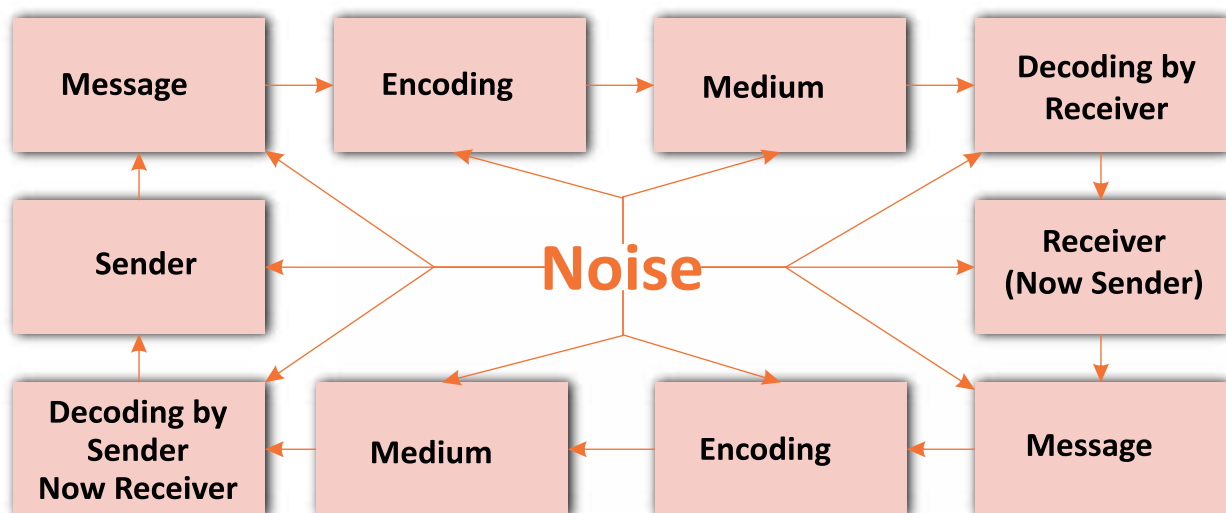 Message
Encoding
Medium
Decoding by
Receiver
Sender
Noise
Receiver
(Now Sender)
Decoding by
Sender
Now Receiver
Medium
Encoding
Message